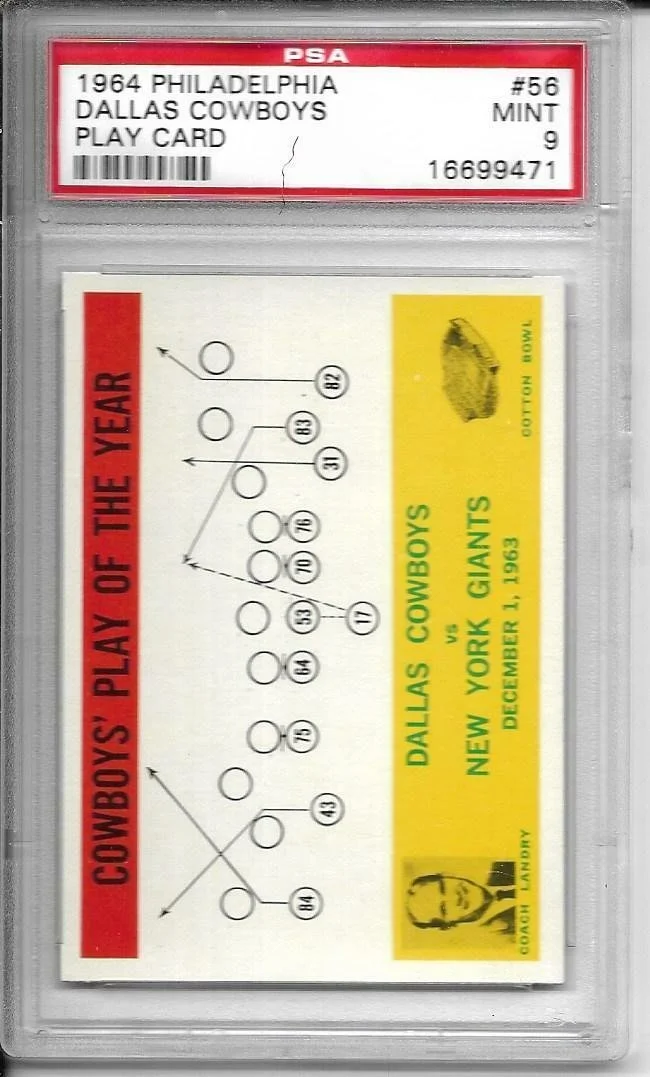 PSA
1964 PHILADELPHIA #56
DALLAS COWBOYS MINT
PLAY CARD 9
16699471
COWBOYS' PLAY OF THE YEAR
84
43
75
64
53
17
70
76
31
83
82
COACH LANDRY
DALLAS COWBOYS
VS
NEW YORK GIANTS
DECEMBER 1, 1963
COTTON BOWL